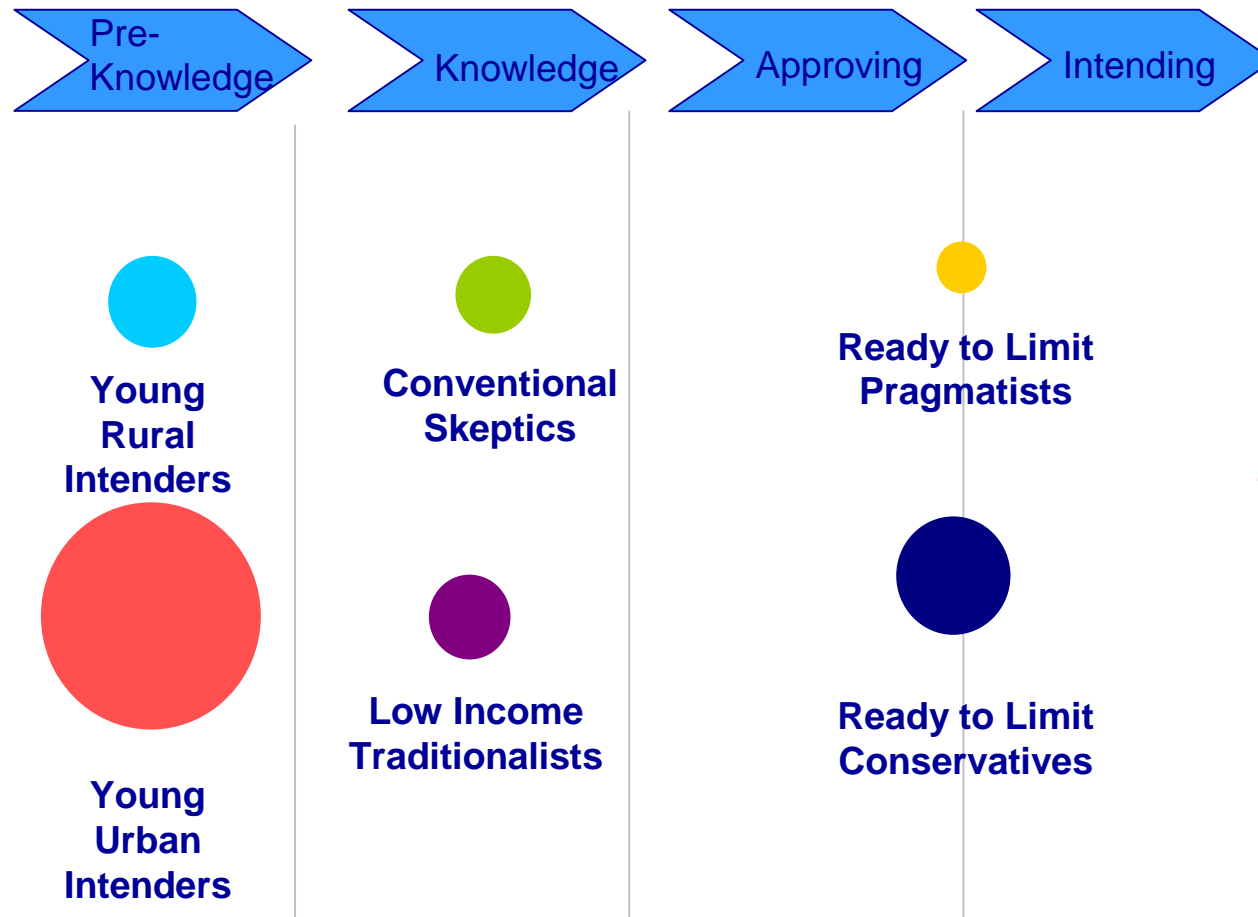 Pre-
Knowledge
Knowledge
Approving
Intending
Young
Rural
Intenders
Conventional
Skeptics
Ready to Limit
Pragmatists
Young
Urban
Intenders
Low Income
Traditionalists
Ready to Limit
Conservatives